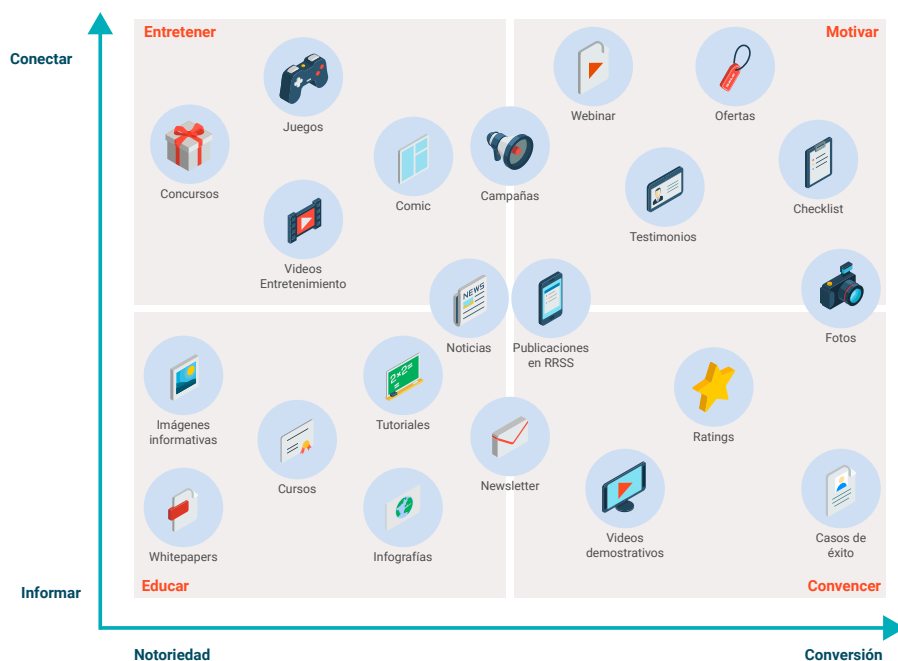 Entretener
Motivar
Conectar
Juegos
Webinar
Ofertas
Concursos
Comic
Campañas
Testimonios
Checklist
Videos
Entretenimiento
NEWS
Noticias
Publicaciones
en RRSS
Fotos
Imágenes
informativas
2x2=
Tutoriales
Ratings
Cursos
Newsletter
Whitepapers
Infografías
Videos
demostrativos
Casos de
éxito
Informar
Educar
Convencer
Notoriedad
Conversión